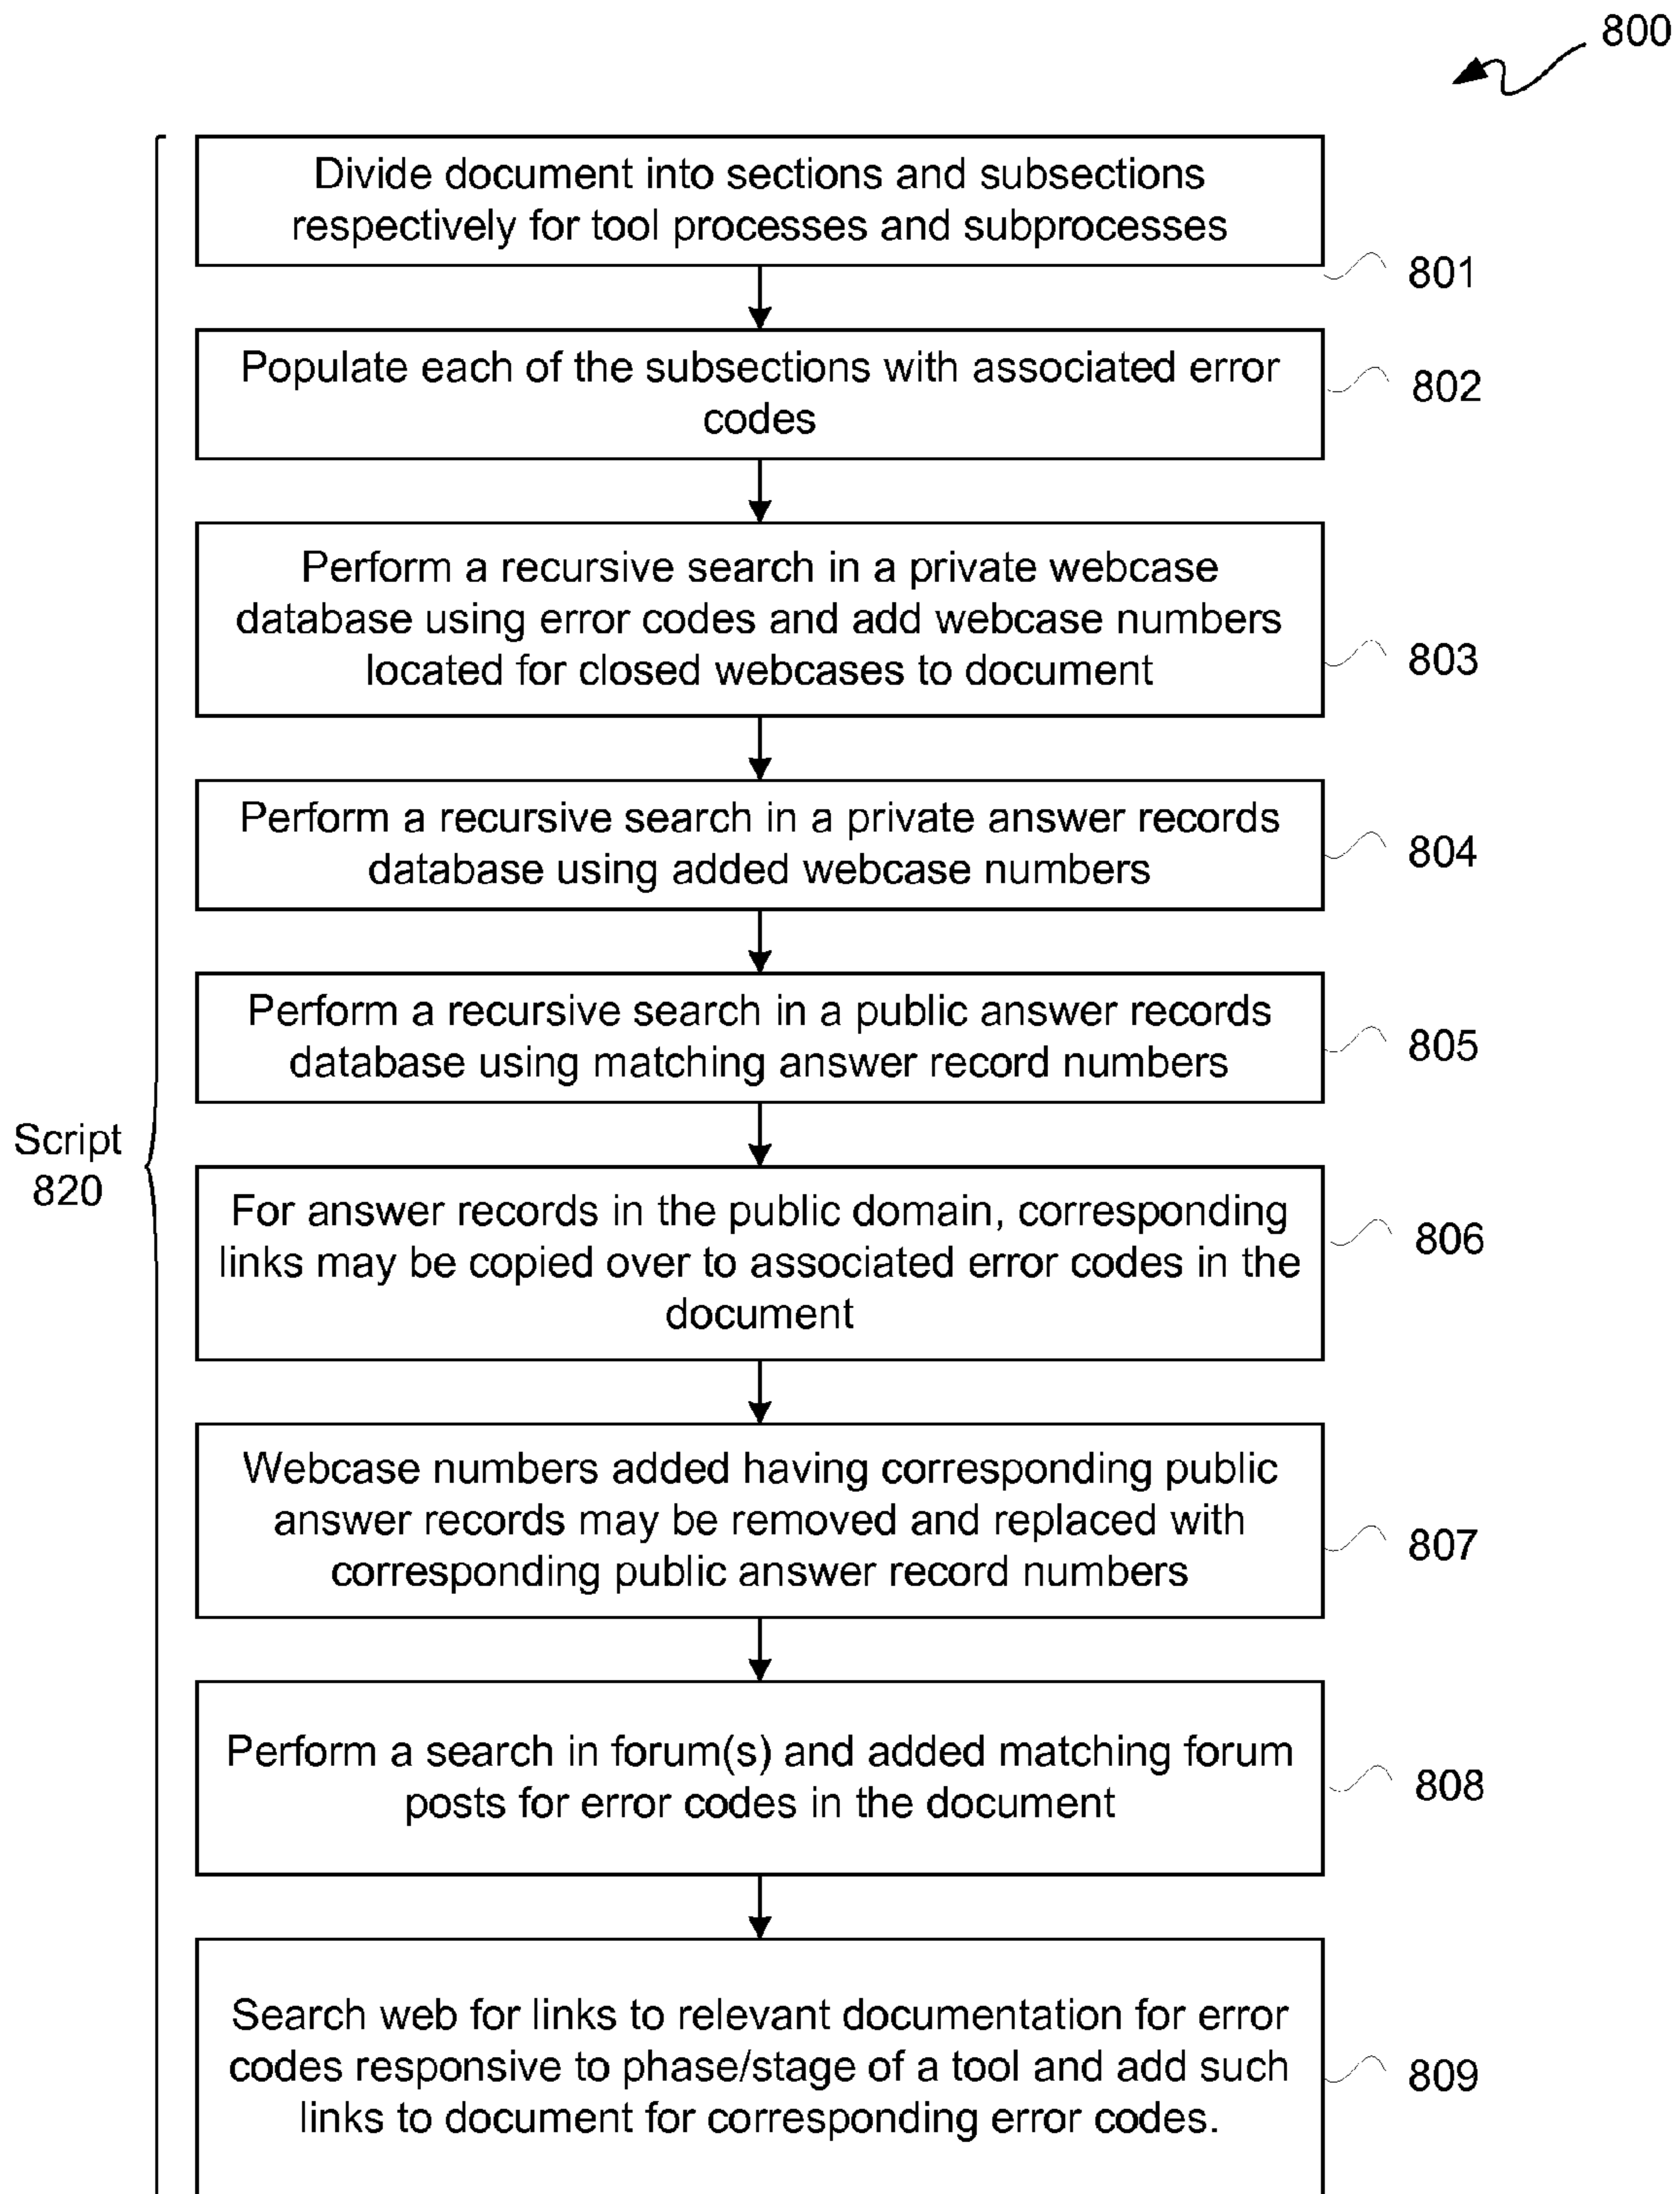 800
Divide document into sections and subsections
respectively for tool processes and subprocesses
801
Populate each of the subsections with associated error
codes
802
Perform a recursive search in a private webcase
database using error codes and add webcase numbers
located for closed webcases to document
803
Perform a recursive search in a private answer records
database using added webcase numbers
804
Perform a recursive search in a public answer records
database using matching answer record numbers
805
Script
820
For answer records in the public domain, corresponding
links may be copied over to associated error codes in the
document
806
Webcase numbers added having corresponding public
answer records may be removed and replaced with
corresponding public answer record numbers
807
Perform a search in forum(s) and added matching forum
posts for error codes in the document
808
Search web for links to relevant documentation for error
codes responsive to phase/stage of a tool and add such
links to document for corresponding error codes.
809